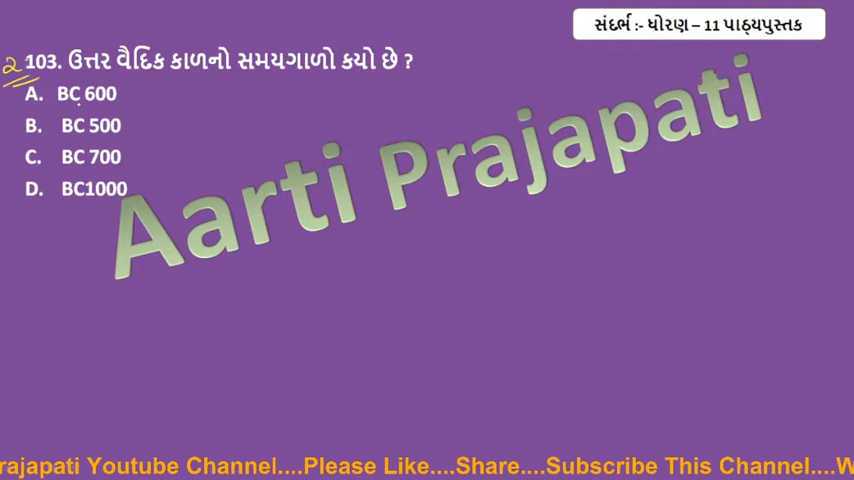 સંદર્ભ :- ધોરણ – 11 પાઠ્યપુસ્તક
2 103. ઉત્તર વૈદિક કાળનો સમયગાળો કયો છે ?
A. BC 600
B. BC 500
C. BC 700
D. BC1000
Aarti Prajapati
rajapati Youtube Channel....Please Like....Share....Subscribe This Channel....W